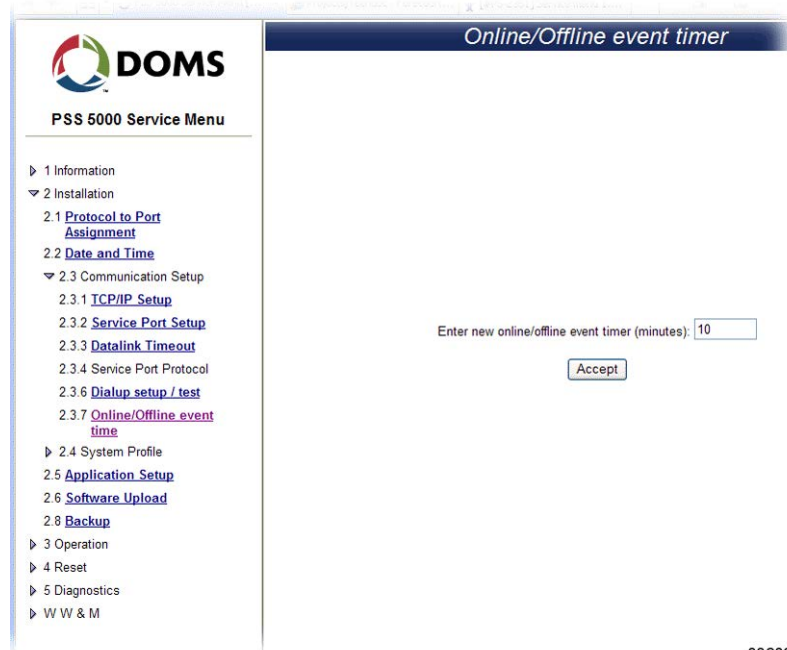 Online/Offline event timer
DOMS
PSS 5000 Service Menu
1 Information
2 Installation
2.1 Protocol to Port
Assignment
2.2 Date and Time
2.3 Communication Setup
2.3.1 TCP/IP Setup
2.3.2 Service Port Setup
2.3.3 Datalink Timeout
2.3.4 Service Port Protocol
2.3.6 Dialup setup / test
2.3.7 Online/Offline event
time
2.4 System Profile
2.5 Application Setup
2.6 Software Upload
2.8 Backup
3 Operation
4 Reset
5 Diagnostics
W W & M
Enter new online/offline event timer (minutes): 10
Accept